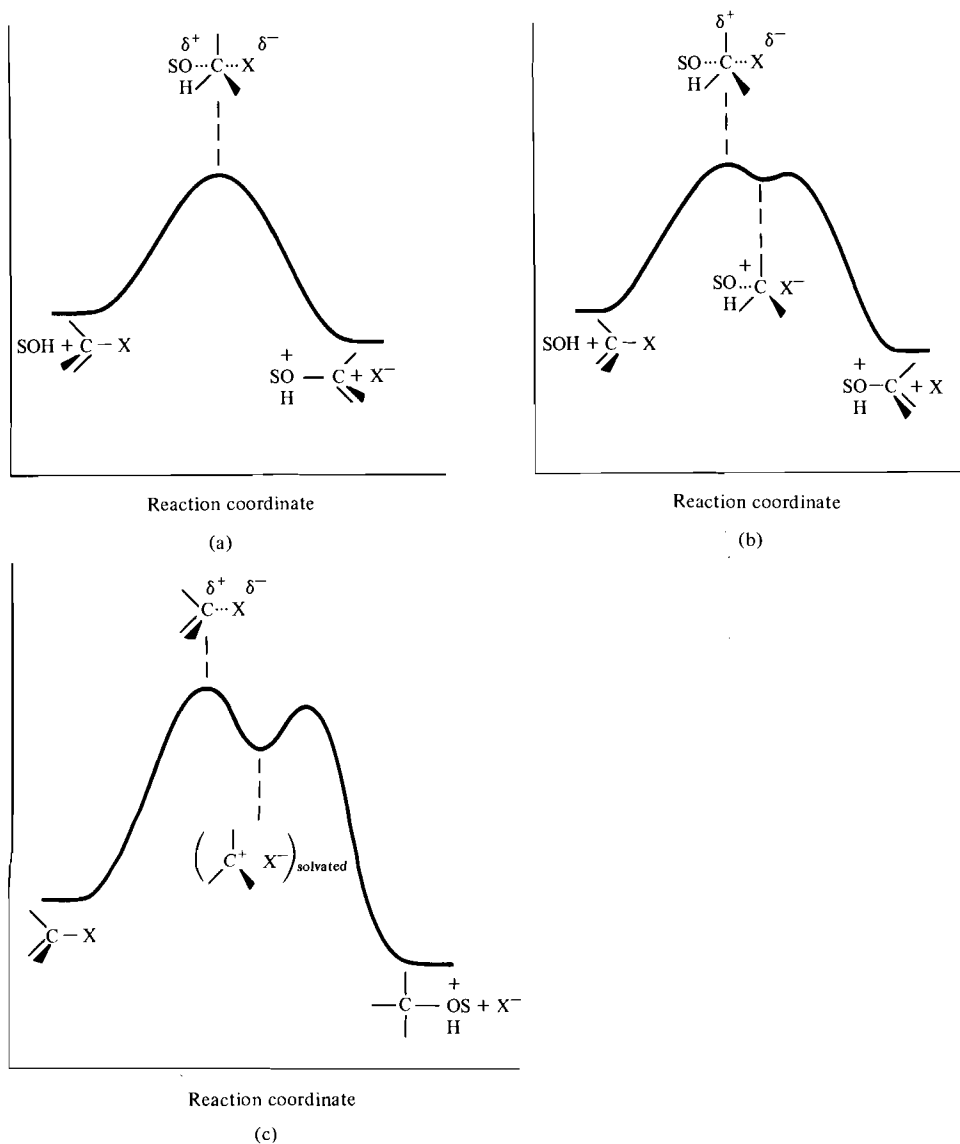 δ+ δ−
SO···C···X
H
SOH + C − X
+
SO − C + X−
H
Reaction coordinate
(a)
δ+
δ−
SO···C···X
H
+
SO···C X−
H
SOH + C − X
+
SO−C + X
H
Reaction coordinate
(b)
δ+ δ−
C···X
( C+ X− ) solvated
C − X
+
− C − OS + X−
H
Reaction coordinate
(c)